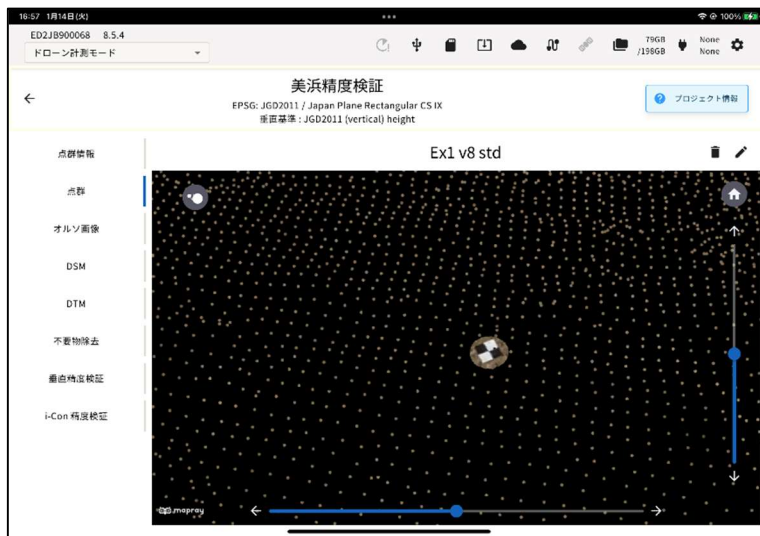 16:57 1月14日(火)
100%
ED2JB900068 8.5.4
ドローン計測モード
79GB
/198GB
None
None
美浜精度検証
EPSG: JGD2011 / Japan Plane Rectangular CS IX
垂直基準 : JGD2011 (vertical) height
プロジェクト情報
点群情報
点群
オルソ画像
DSM
DTM
不要物除去
垂直精度検証
i-Con 精度検証
Ex1 v8 std
mapray